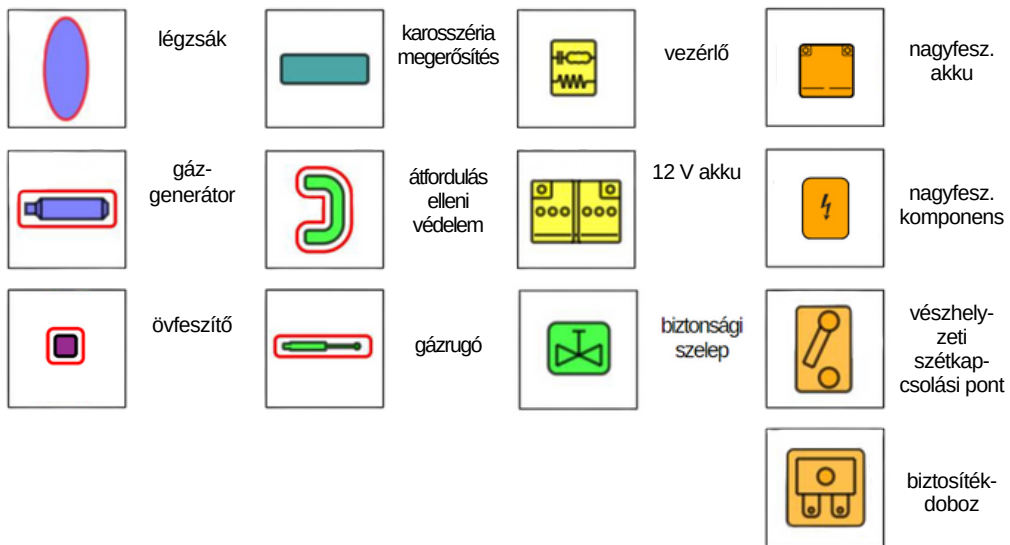 légzsák
karosszéria
megerősítés
vezérlő
nagyfesz.
akku
gáz-
generátor
átfordulás
elleni
védelem
12 V akku
nagyfesz.
komponens
övfeszítő
gázrugó
biztonsági
szelep
vészhely-
zeti
szétkap-
csolási pont
biztosíték-
doboz